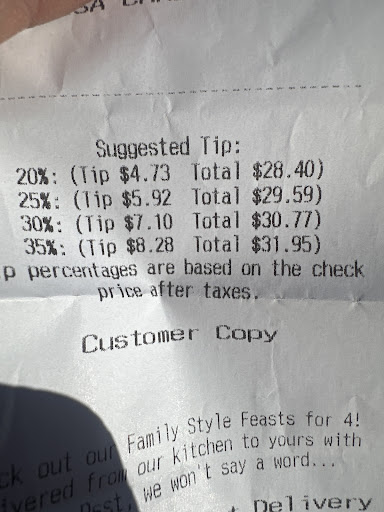 Suggested Tip:
20%: (Tip $4.73 Total $28.40)
25%: (Tip $5.92 Total $29.59)
30%: (Tip $7.10 Total $30.77)
35%: (Tip $8.28 Total $31.95)
p percentages are based on the check
price after taxes.
Customer Copy
ck out our Family Style Feasts for 4!
ivered from our kitchen to yours with
Psst, we won't say a word...
Delivery